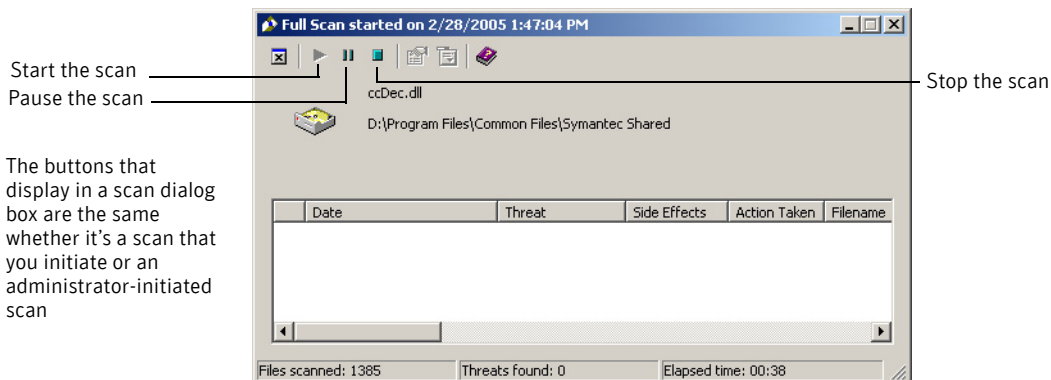 Full Scan started on 2/28/2005 1:47:04 PM
Start the scan
Pause the scan
Stop the scan
ccDec.dll
D:\Program Files\Common Files\Symantec Shared
The buttons that
display in a scan dialog
box are the same
whether it's a scan that
you initiate or an
administrator-initiated
scan
Date Threat Side Effects Action Taken Filename
Files scanned: 1385 Threats found: 0 Elapsed time: 00:38